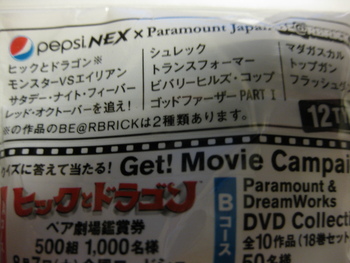 pepsi NEX × Paramount Japan BE@RBRICK
ヒックとドラゴン※
モンスターVSエイリアン
サタデー・ナイト・フィーバー
レッド・オクトーバーを追え!
シュレック
トランスフォーマー
ビバリーヒルズ・コップ
ゴッドファーザー PART I
マダガスカル
トップガン
フラッシュダ
※の作品のBE@RBRICKは2種類あります。
12T
イズに答えて当たる! Get! Movie Campai
ヒックとドラゴン
ペア劇場鑑賞券
500組 1,000名様
Bコース
Paramount &
DreamWorks
DVD Collecti
全10作品(18巻セット)
50名様